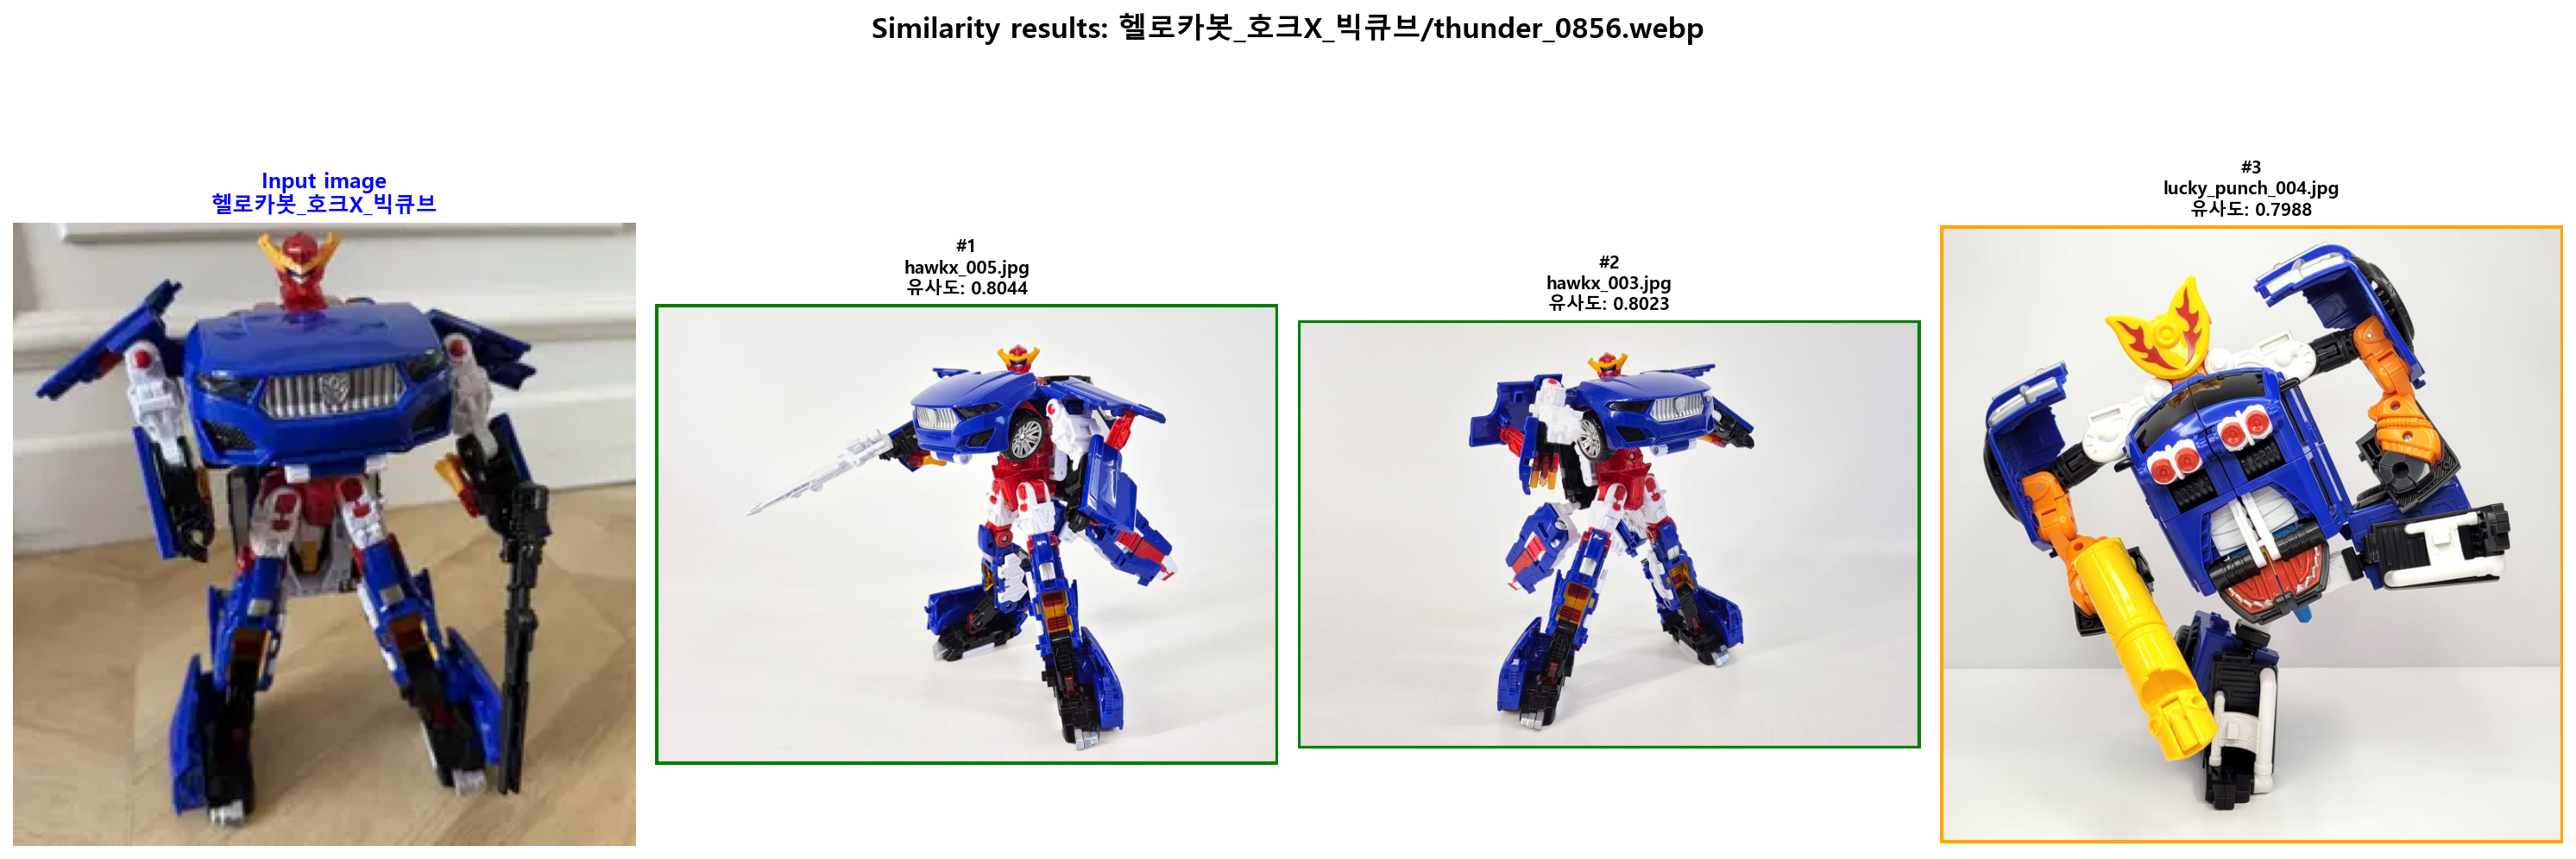 Similarity results: 헬로카봇_호크X_빅큐브/thunder_0856.webp
Input image
헬로카봇_호크X_빅큐브
#1
hawkx_005.jpg
유사도: 0.8044
#2
hawkx_003.jpg
유사도: 0.8023
#3
lucky_punch_004.jpg
유사도: 0.7988